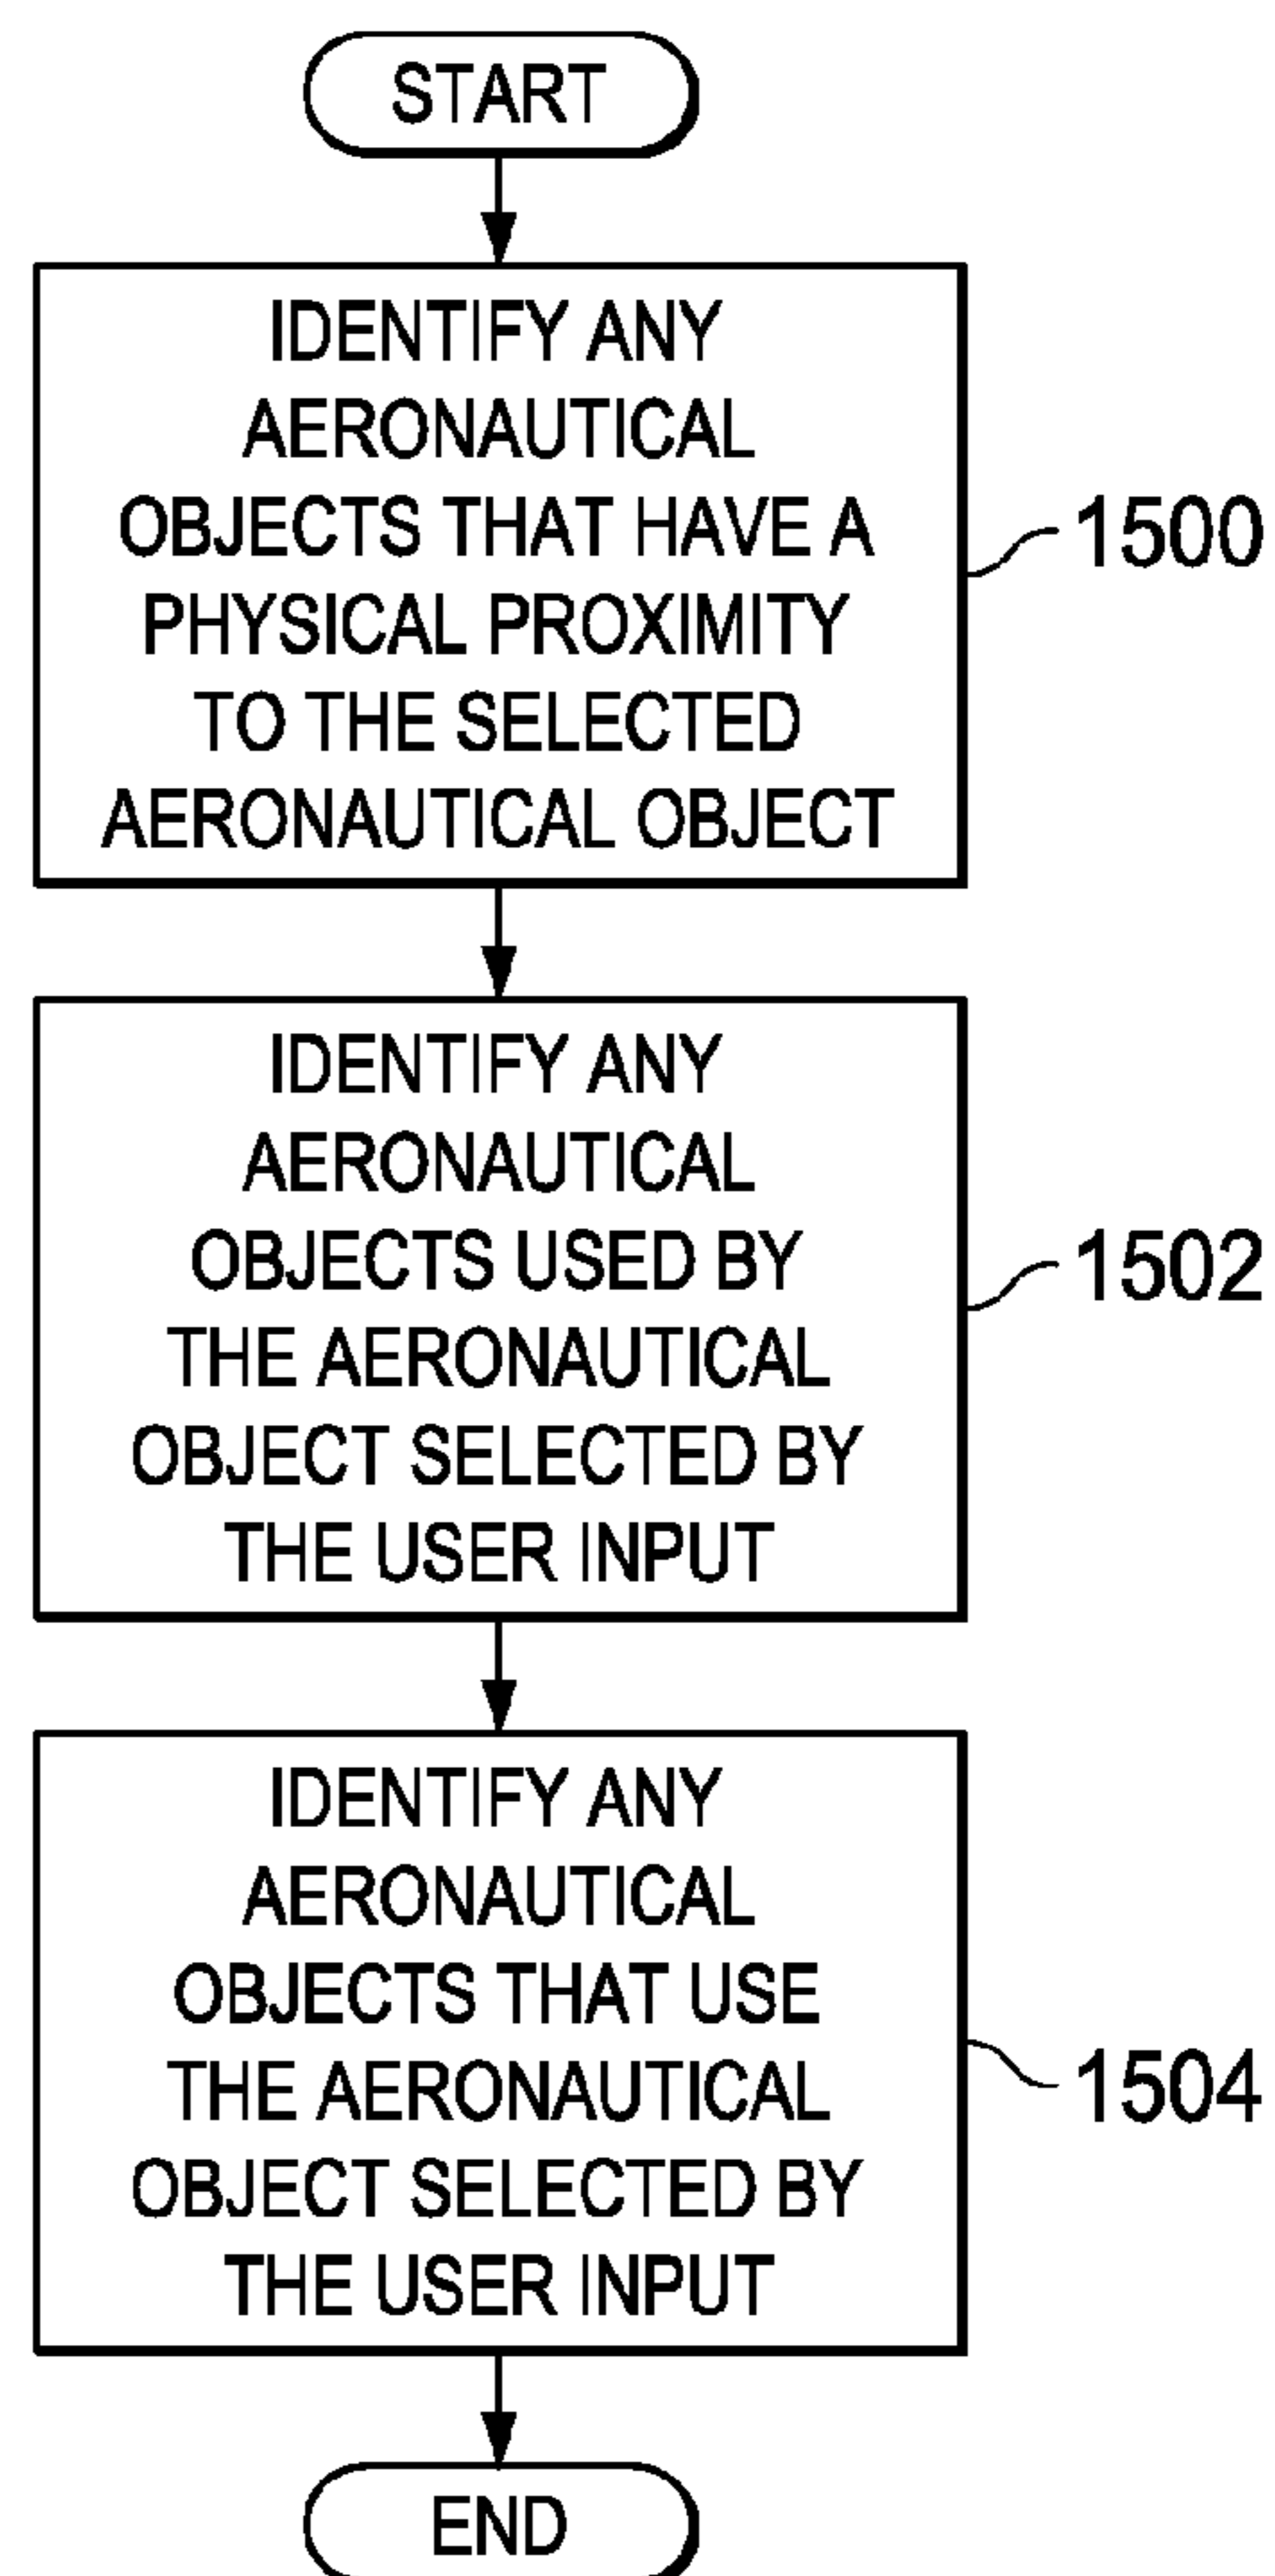 START
IDENTIFY ANY
AERONAUTICAL
OBJECTS THAT HAVE A
PHYSICAL PROXIMITY
TO THE SELECTED
AERONAUTICAL OBJECT
1500
IDENTIFY ANY
AERONAUTICAL
OBJECTS USED BY
THE AERONAUTICAL
OBJECT SELECTED BY
THE USER INPUT
1502
IDENTIFY ANY
AERONAUTICAL
OBJECTS THAT USE
THE AERONAUTICAL
OBJECT SELECTED BY
THE USER INPUT
1504
END